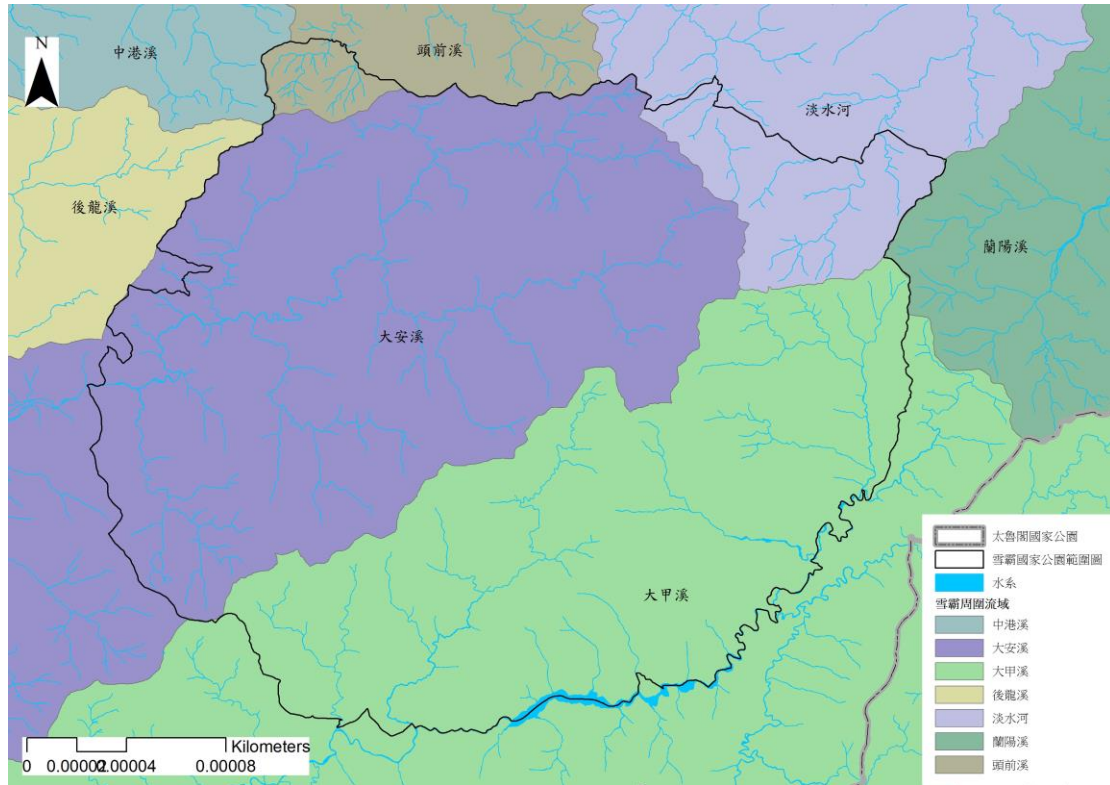 N
中港溪
頭前溪
淡水河
後龍溪
蘭陽溪
大安溪
大甲溪
太魯閣國家公園
雪霸國家公園範圍圖
水系
雪霸周圍流域
中港溪
大安溪
大甲溪
後龍溪
淡水河
蘭陽溪
頭前溪
Kilometers
0 0.00002 0.00004 0.00008